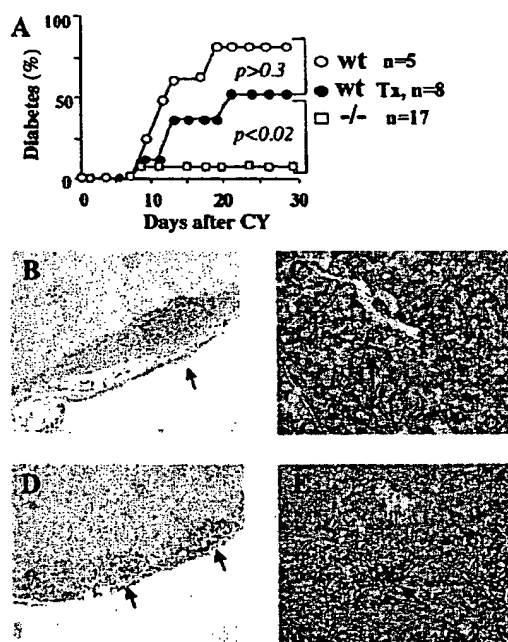 A
100
50
0
Diabetes (%)
p>0.3
p<0.02
0 10 20 30
Days after CY
wt n=5
wt Tx, n=8
-/- n=17
B
C
D
E